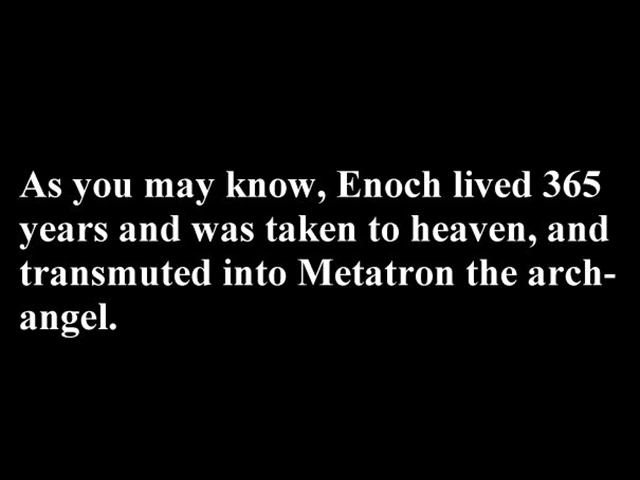 As you may know, Enoch lived 365
years and was taken to heaven, and
transmuted into Metatron the arch-
angel.